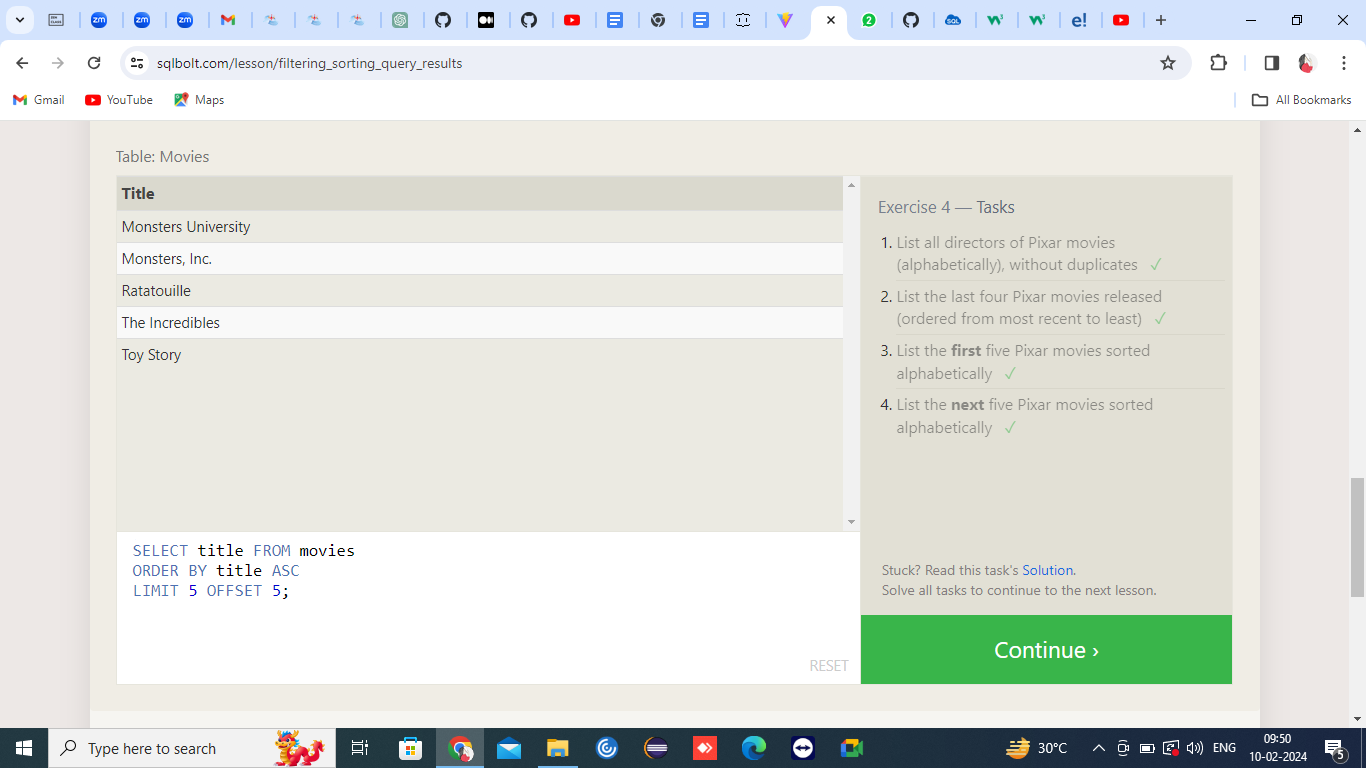 sqlbolt.com/lesson/filtering_sorting_query_results
Gmail YouTube Maps All Bookmarks
Table: Movies
Title
Monsters University
Monsters, Inc.
Ratatouille
The Incredibles
Toy Story
SELECT title FROM movies
ORDER BY title ASC
LIMIT 5 OFFSET 5;
RESET
Exercise 4 — Tasks
1. List all directors of Pixar movies
(alphabetically), without duplicates ✓
2. List the last four Pixar movies released
(ordered from most recent to least) ✓
3. List the first five Pixar movies sorted
alphabetically ✓
4. List the next five Pixar movies sorted
alphabetically ✓
Stuck? Read this task's Solution.
Solve all tasks to continue to the next lesson.
Continue ›
Type here to search
30°C
ENG
09:50
10-02-2024
5